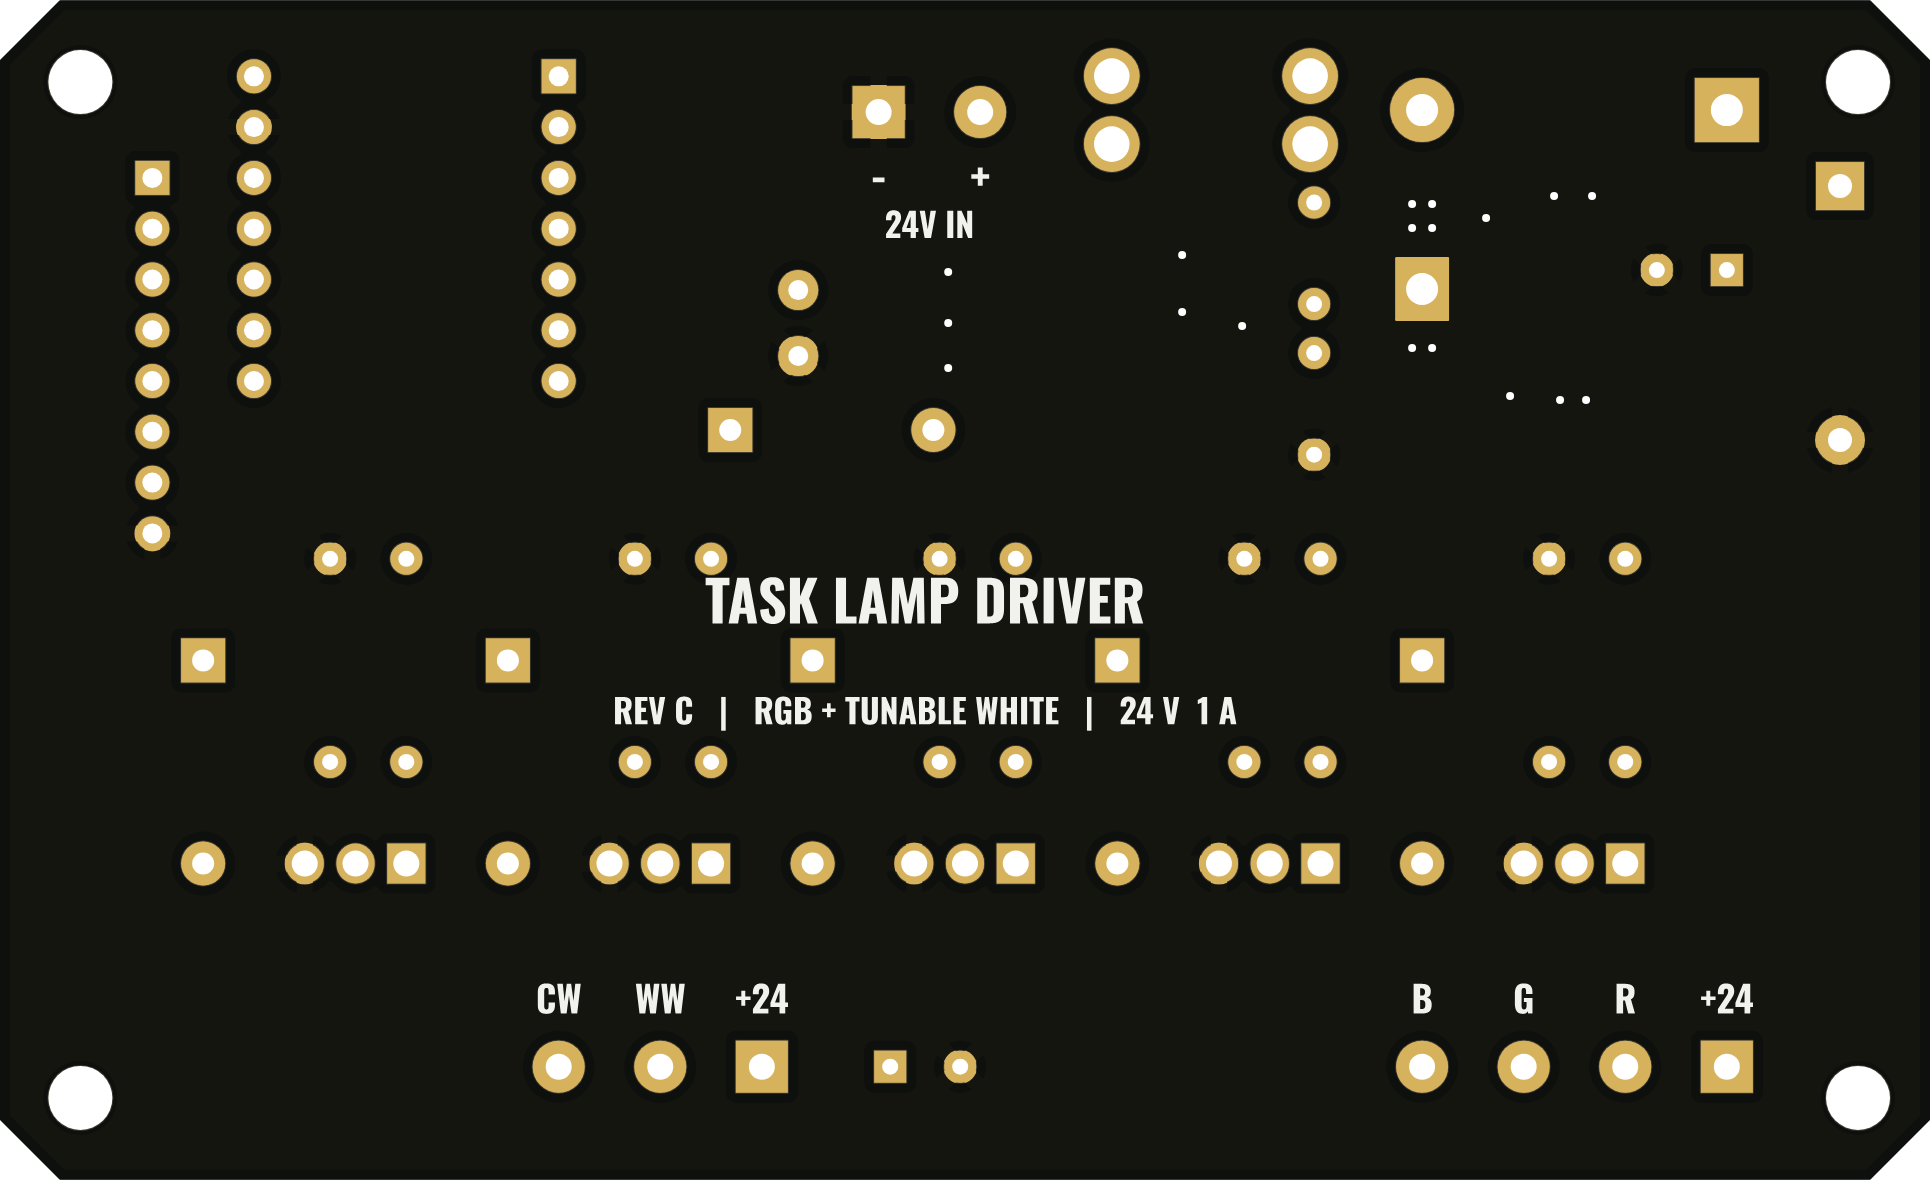 - +
24V IN
TASK LAMP DRIVER
REV C | RGB + TUNABLE WHITE | 24 V 1 A
CW WW +24 B G R +24